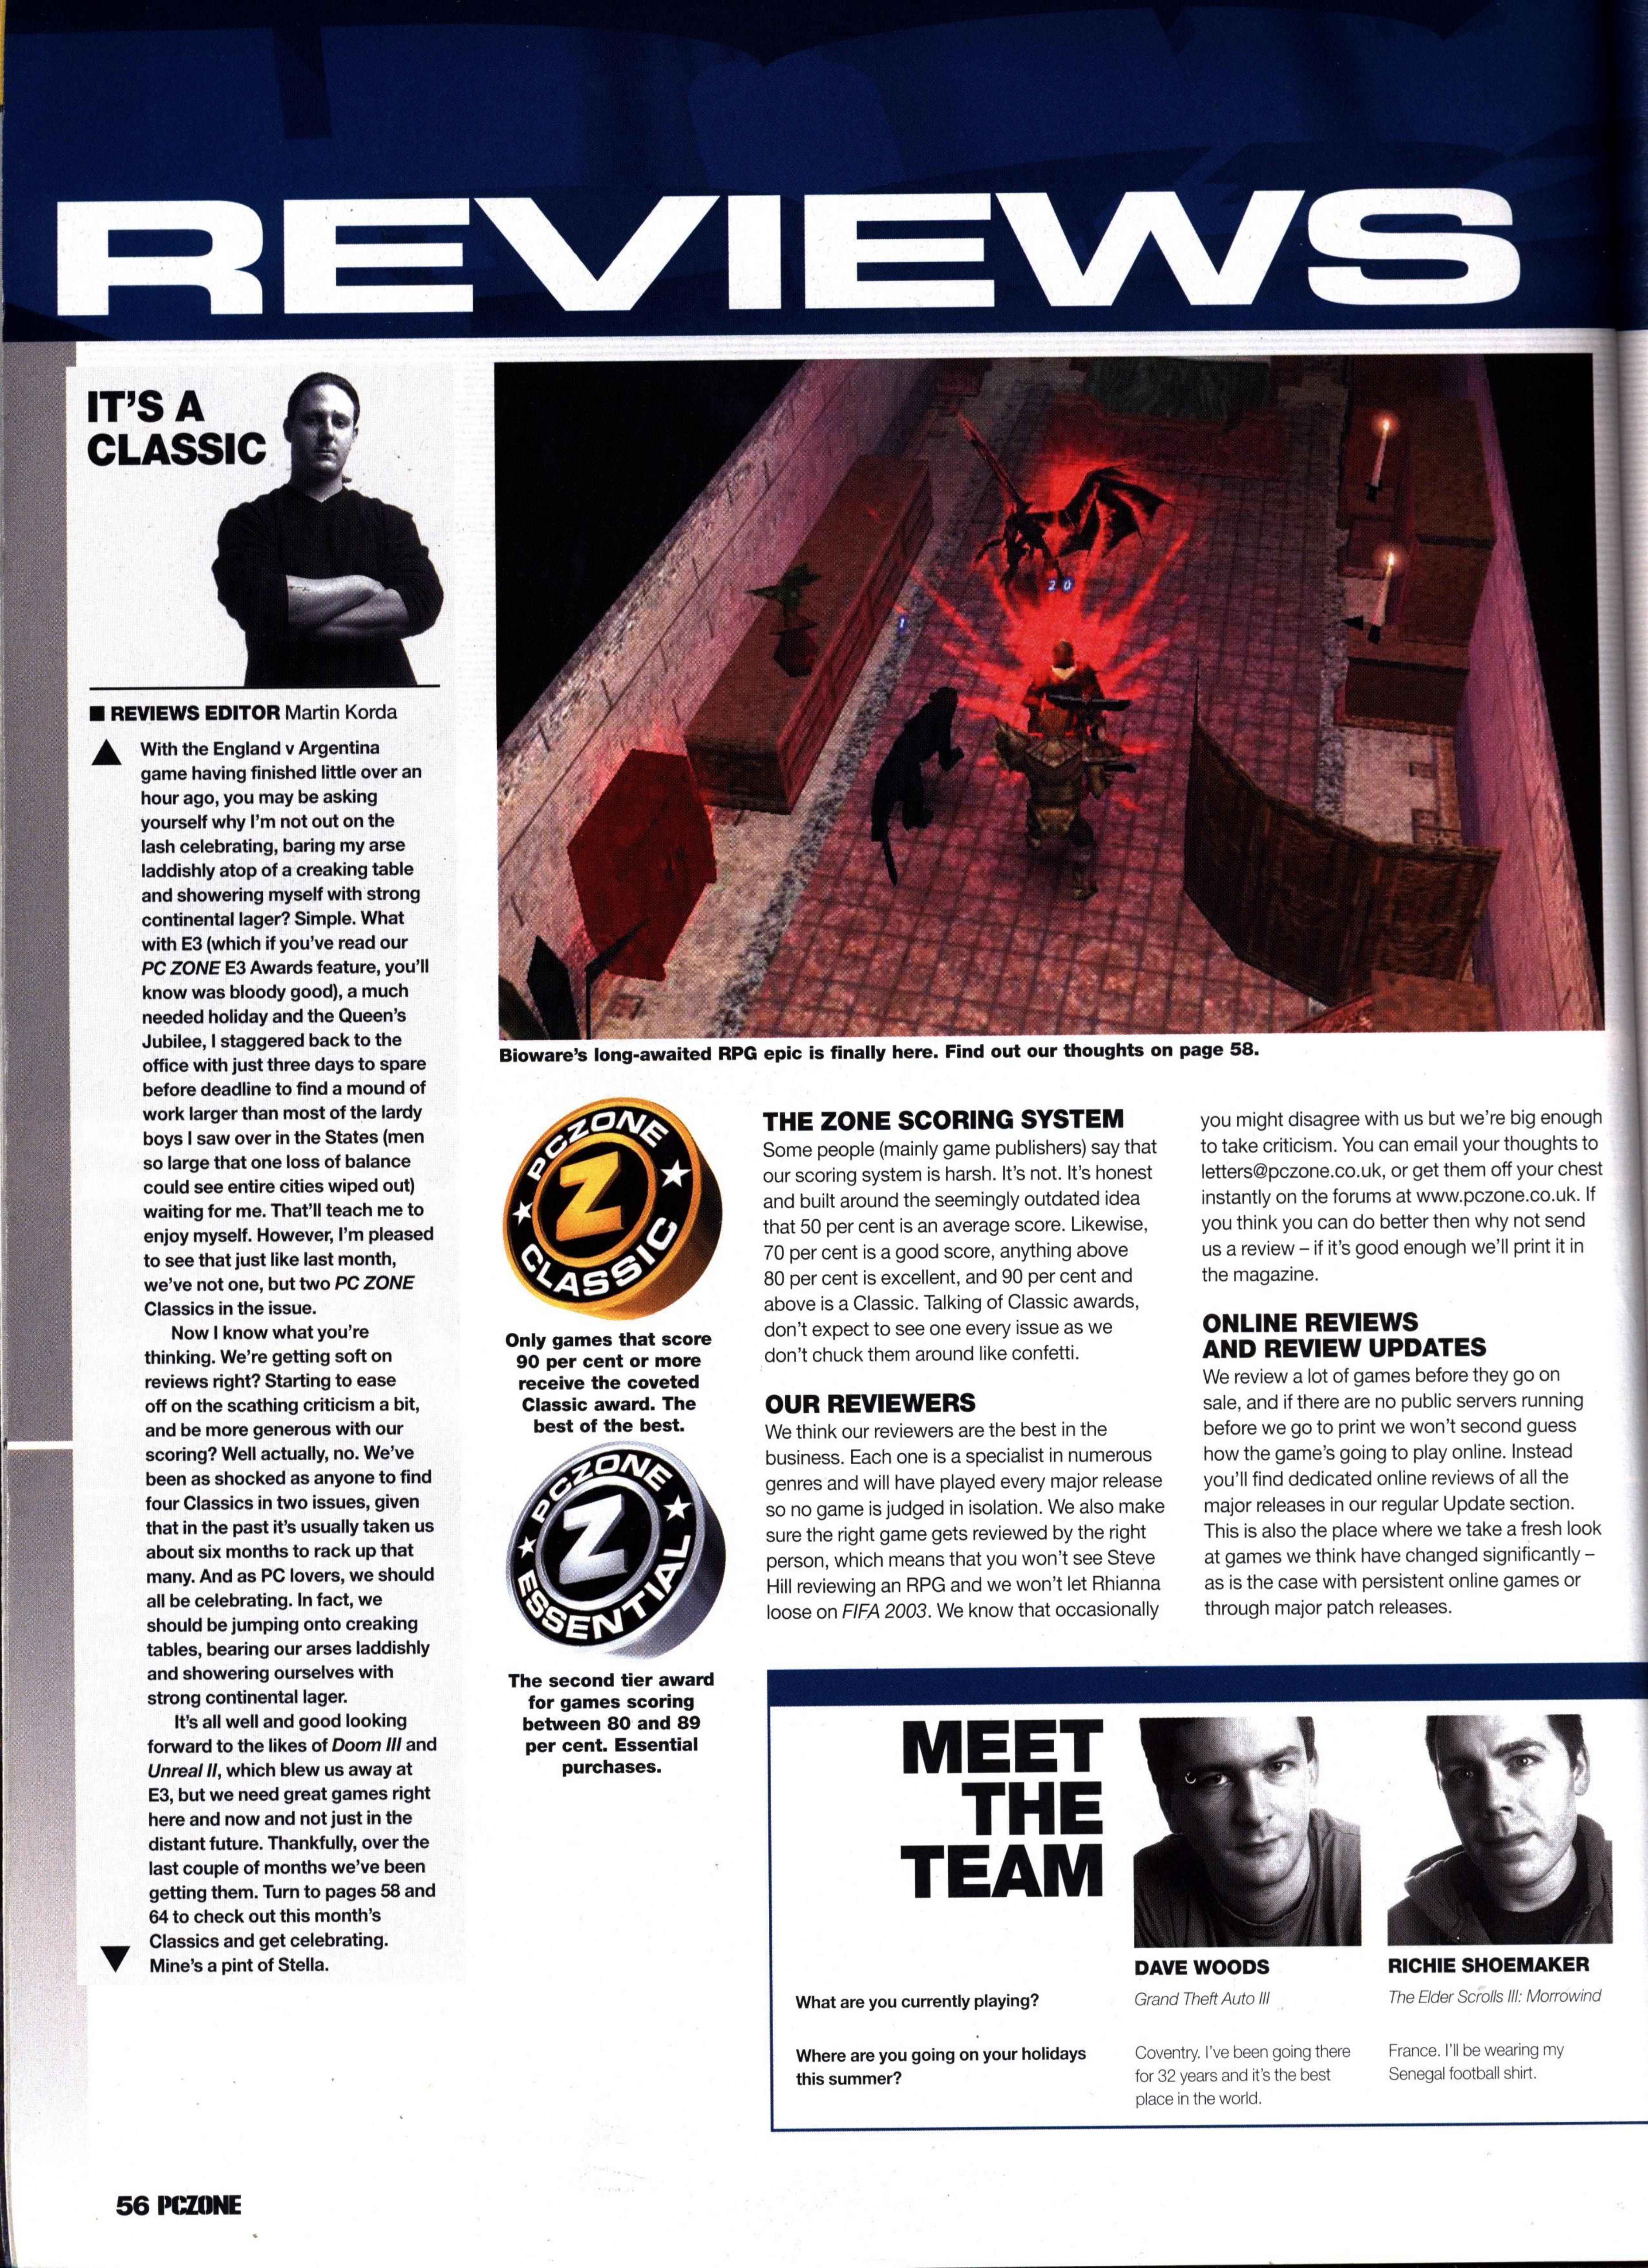 REVIEWS
IT'S A
CLASSIC
■ REVIEWS EDITOR Martin Korda
With the England v Argentina
game having finished little over an
hour ago, you may be asking
yourself why I'm not out on the
lash celebrating, baring my arse
laddishly atop of a creaking table
and showering myself with strong
continental lager? Simple. What
with E3 (which if you've read our
PC ZONE E3 Awards feature, you'll
know was bloody good), a much
needed holiday and the Queen's
Jubilee, I staggered back to the
office with just three days to spare
before deadline to find a mound of
work larger than most of the lardy
boys I saw over in the States (men
so large that one loss of balance
could see entire cities wiped out)
waiting for me. That'll teach me to
enjoy myself. However, I'm pleased
to see that just like last month,
we've not one, but two PC ZONE
Classics in the issue.
Now I know what you're
thinking. We're getting soft on
reviews right? Starting to ease
off on the scathing criticism a bit,
and be more generous with our
scoring? Well actually, no. We've
been as shocked as anyone to find
four Classics in two issues, given
that in the past it's usually taken us
about six months to rack up that
many. And as PC lovers, we should
all be celebrating. In fact, we
should be jumping onto creaking
tables, bearing our arses laddishly
and showering ourselves with
strong continental lager.
It's all well and good looking
forward to the likes of Doom III and
Unreal II, which blew us away at
E3, but we need great games right
here and now and not just in the
distant future. Thankfully, over the
last couple of months we've been
getting them. Turn to pages 58 and
64 to check out this month's
Classics and get celebrating.
Mine's a pint of Stella.
20
1
Bioware's long-awaited RPG epic is finally here. Find out our thoughts on page 58.
PCZONE
Z
CLASSIC
Only games that score
90 per cent or more
receive the coveted
Classic award. The
best of the best.
PCZONE
Z
ESSENTIAL
The second tier award
for games scoring
between 80 and 89
per cent. Essential
purchases.
THE ZONE SCORING SYSTEM
Some people (mainly game publishers) say that
our scoring system is harsh. It's not. It's honest
and built around the seemingly outdated idea
that 50 per cent is an average score. Likewise,
70 per cent is a good score, anything above
80 per cent is excellent, and 90 per cent and
above is a Classic. Talking of Classic awards,
don't expect to see one every issue as we
don't chuck them around like confetti.
OUR REVIEWERS
We think our reviewers are the best in the
business. Each one is a specialist in numerous
genres and will have played every major release
so no game is judged in isolation. We also make
sure the right game gets reviewed by the right
person, which means that you won't see Steve
Hill reviewing an RPG and we won't let Rhianna
loose on FIFA 2003. We know that occasionally
you might disagree with us but we're big enough
to take criticism. You can email your thoughts to
letters@pczone.co.uk, or get them off your chest
instantly on the forums at www.pczone.co.uk. If
you think you can do better then why not send
us a review – if it's good enough we'll print it in
the magazine.
ONLINE REVIEWS
AND REVIEW UPDATES
We review a lot of games before they go on
sale, and if there are no public servers running
before we go to print we won't second guess
how the game's going to play online. Instead
you'll find dedicated online reviews of all the
major releases in our regular Update section.
This is also the place where we take a fresh look
at games we think have changed significantly –
as is the case with persistent online games or
through major patch releases.
MEET
THE
TEAM
DAVE WOODS
RICHIE SHOEMAKER
What are you currently playing?
Grand Theft Auto III
The Elder Scrolls III: Morrowind
Where are you going on your holidays
this summer?
Coventry. I've been going there
for 32 years and it's the best
place in the world.
France. I'll be wearing my
Senegal football shirt.
56 PCZONE